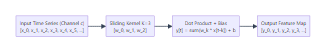 Input Time Series (Channel c)
[x_0, x_1, x_2, x_3, x_4, x_5, ...]
Sliding Kernel K=3
[w_0, w_1, w_2]
Dot Product + Bias
y[t] = sum(w_k * x[t+k]) + b
Output Feature Map
[y_0, y_1, y_2, y_3, ...]